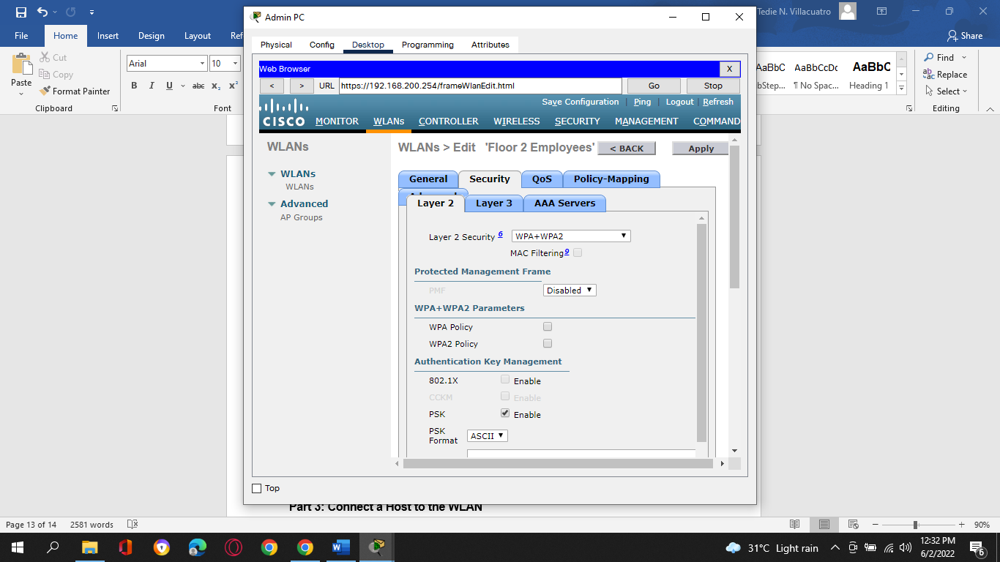 Tedie N. Villacuatro
Admin PC
File Home Insert Design Layout
Share
Physical Config Desktop Programming Attributes
Cut
Copy
Format Painter
Paste
Clipboard
Arial 10
B I U abc x₂ x²
Font
Web Browser X
< > URL https://192.168.200.254/frameWlanEdit.html Go Stop
Save Configuration Ping Logout Refresh
CISCO MONITOR WLANs CONTROLLER WIRELESS SECURITY MANAGEMENT COMMAND
AaBbCcDc AaBbC
¶ No Spac... Heading 1
Find
Replace
Select
Editing
WLANs
WLANs
WLANs
Advanced
AP Groups
WLANs > Edit 'Floor 2 Employees' < BACK Apply
General Security QoS Policy-Mapping
Layer 2 Layer 3 AAA Servers
Layer 2 Security 6 WPA+WPA2
MAC Filtering 9
Protected Management Frame
PMF Disabled
WPA+WPA2 Parameters
WPA Policy
WPA2 Policy
Authentication Key Management
802.1X Enable
CCKM Enable
PSK Enable
PSK Format ASCII
Top
Part 3: Connect a Host to the WLAN
Page 13 of 14 2581 words
90%
31°C Light rain
12:32 PM
6/2/2022
6